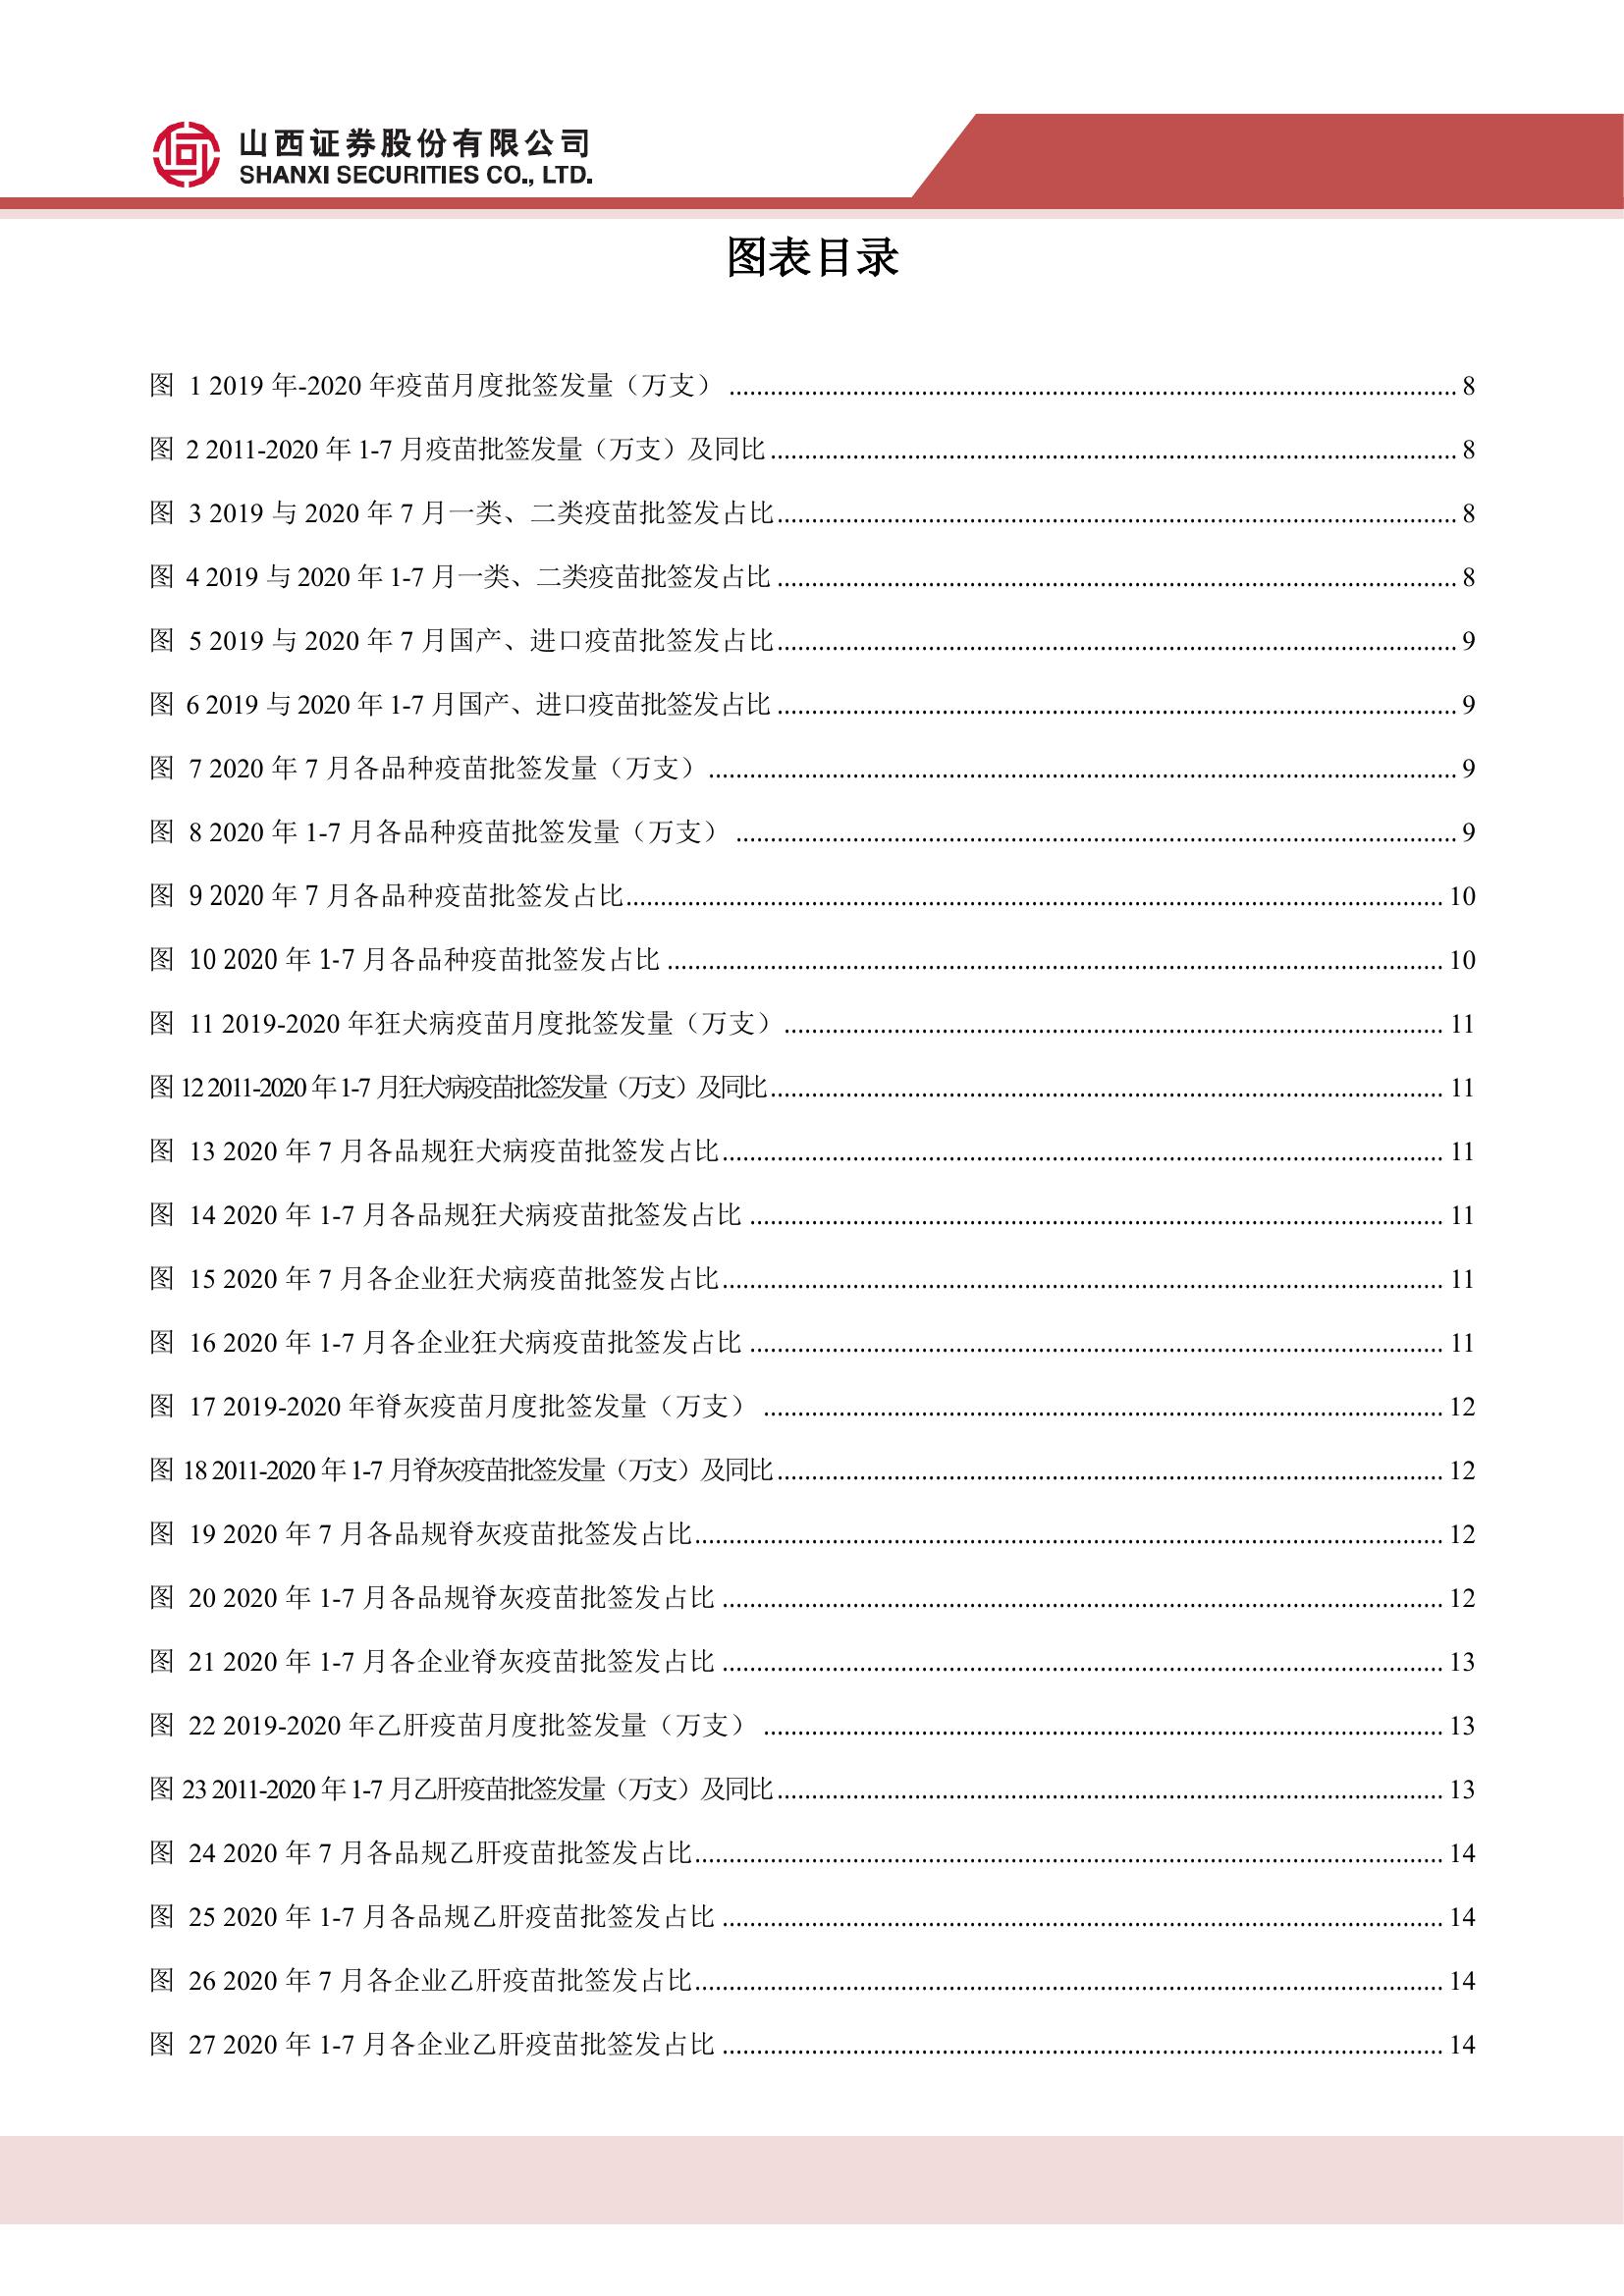 山西证券股份有限公司
SHANXI SECURITIES CO., LTD.
图表目录
图 1 2019 年-2020 年疫苗月度批签发量（万支） ........ 8
图 2 2011-2020 年 1-7 月疫苗批签发量（万支）及同比 ........ 8
图 3 2019 与 2020 年 7 月一类、二类疫苗批签发占比 ........ 8
图 4 2019 与 2020 年 1-7 月一类、二类疫苗批签发占比 ........ 8
图 5 2019 与 2020 年 7 月国产、进口疫苗批签发占比 ........ 9
图 6 2019 与 2020 年 1-7 月国产、进口疫苗批签发占比 ........ 9
图 7 2020 年 7 月各品种疫苗批签发量（万支） ........ 9
图 8 2020 年 1-7 月各品种疫苗批签发量（万支） ........ 9
图 9 2020 年 7 月各品种疫苗批签发占比 ........ 10
图 10 2020 年 1-7 月各品种疫苗批签发占比 ........ 10
图 11 2019-2020 年狂犬病疫苗月度批签发量（万支） ........ 11
图 12 2011-2020 年 1-7 月狂犬病疫苗批签发量（万支）及同比 ........ 11
图 13 2020 年 7 月各品规狂犬病疫苗批签发占比 ........ 11
图 14 2020 年 1-7 月各品规狂犬病疫苗批签发占比 ........ 11
图 15 2020 年 7 月各企业狂犬病疫苗批签发占比 ........ 11
图 16 2020 年 1-7 月各企业狂犬病疫苗批签发占比 ........ 11
图 17 2019-2020 年脊灰疫苗月度批签发量（万支） ........ 12
图 18 2011-2020 年 1-7 月脊灰疫苗批签发量（万支）及同比 ........ 12
图 19 2020 年 7 月各品规脊灰疫苗批签发占比 ........ 12
图 20 2020 年 1-7 月各品规脊灰疫苗批签发占比 ........ 12
图 21 2020 年 1-7 月各企业脊灰疫苗批签发占比 ........ 13
图 22 2019-2020 年乙肝疫苗月度批签发量（万支） ........ 13
图 23 2011-2020 年 1-7 月乙肝疫苗批签发量（万支）及同比 ........ 13
图 24 2020 年 7 月各品规乙肝疫苗批签发占比 ........ 14
图 25 2020 年 1-7 月各品规乙肝疫苗批签发占比 ........ 14
图 26 2020 年 7 月各企业乙肝疫苗批签发占比 ........ 14
图 27 2020 年 1-7 月各企业乙肝疫苗批签发占比 ........ 14